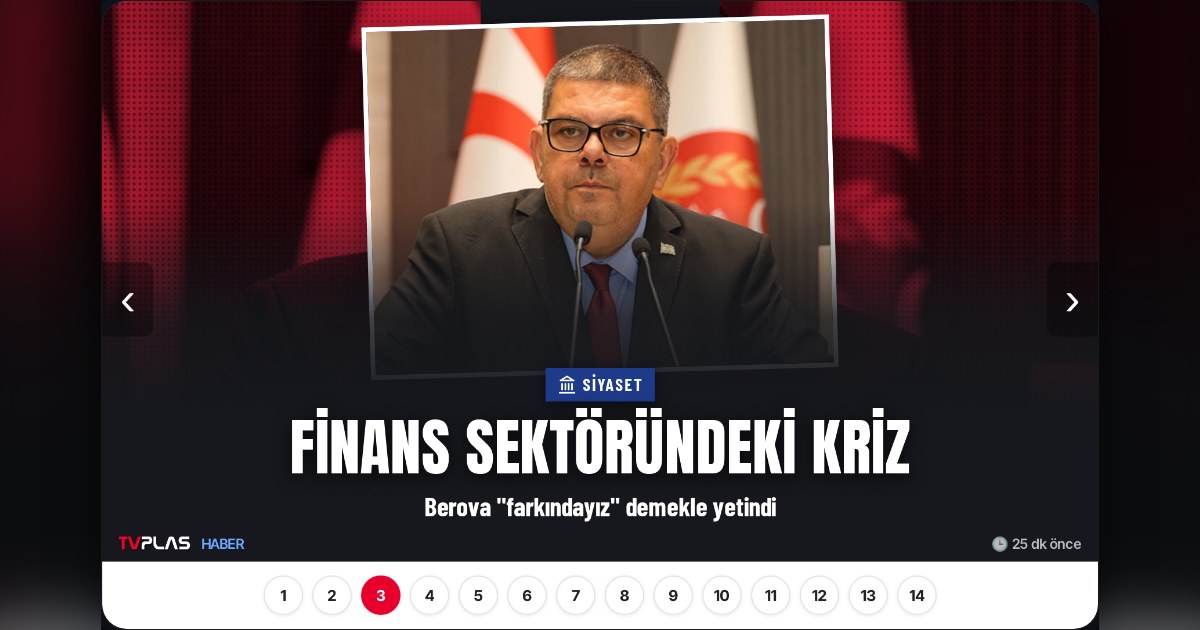 SİYASET
FİNANS SEKTÖRÜNDEKİ KRİZ
Berova "farkındayız" demekle yetindi
TVPLAS HABER
25 dk önce
1 2 3 4 5 6 7 8 9 10 11 12 13 14